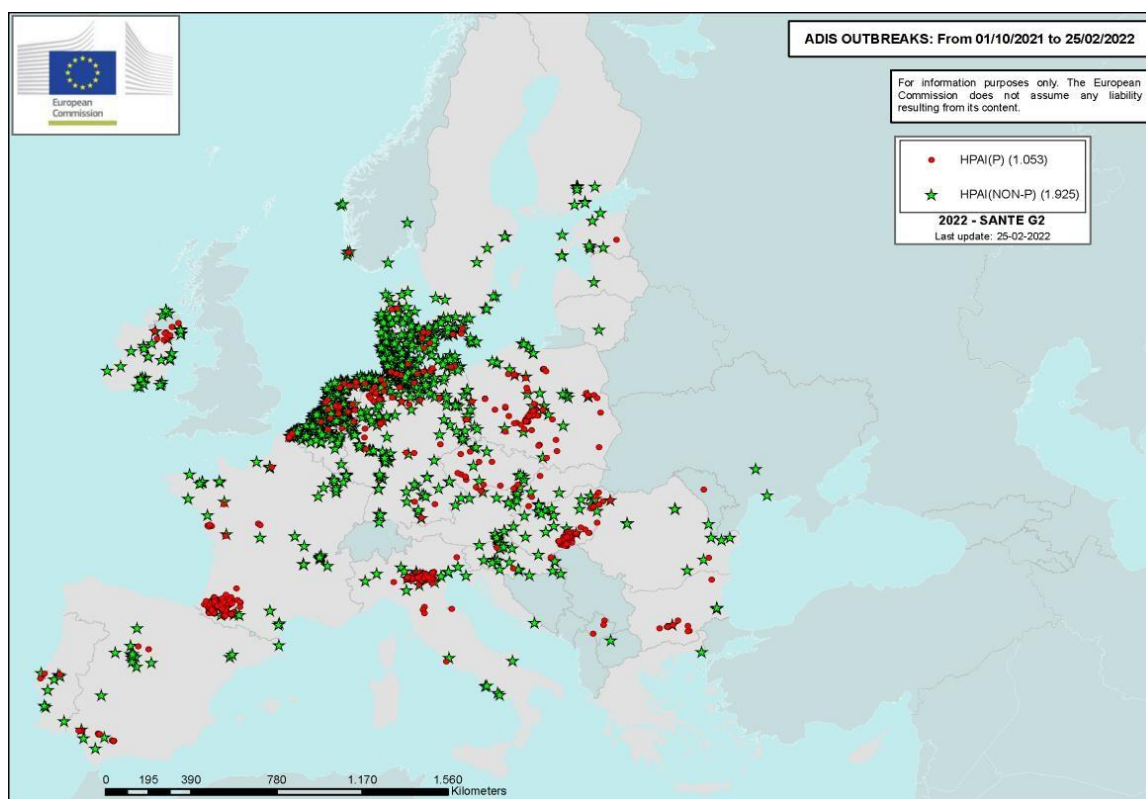 European
Commission
ADIS OUTBREAKS: From 01/10/2021 to 25/02/2022
For information purposes only. The European
Commission does not assume any liability
resulting from its content.
HPAI(P) (1.053)
HPAI(NON-P) (1.925)
2022 - SANTE G2
Last update: 25-02-2022
0 195 390 780 1.170 1.560
Kilometers